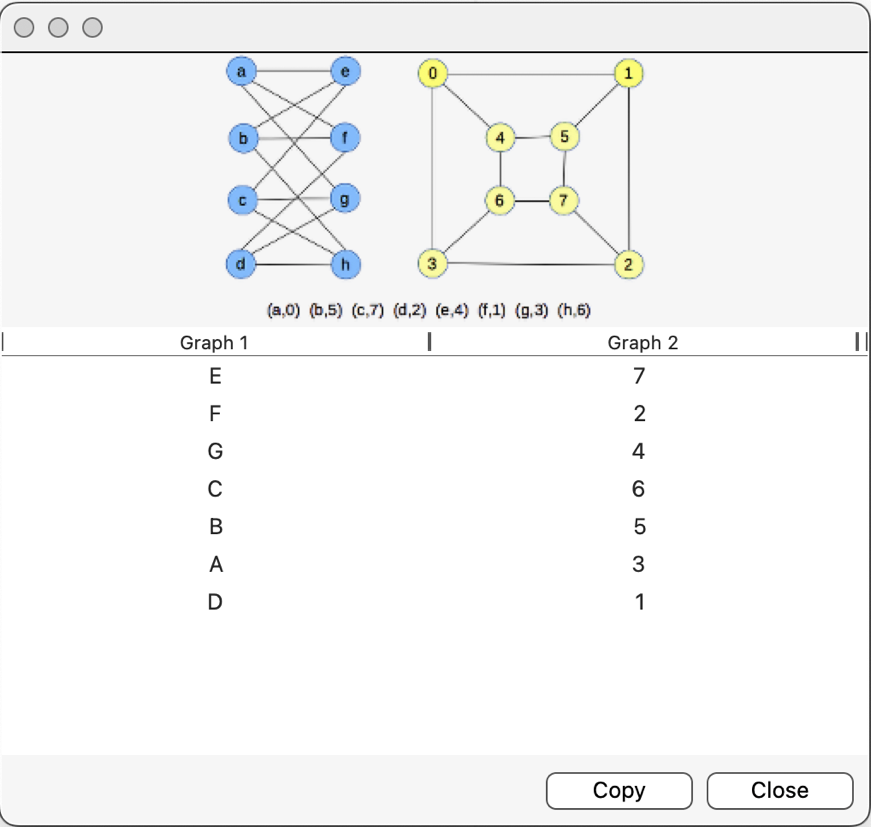 a e 0 1
b f 4 5
c g 6 7
d h 3 2
(a,0) (b,5) (c,7) (d,2) (e,4) (f,1) (g,3) (h,6)
Graph 1 Graph 2
E 7
F 2
G 4
C 6
B 5
A 3
D 1
Copy Close